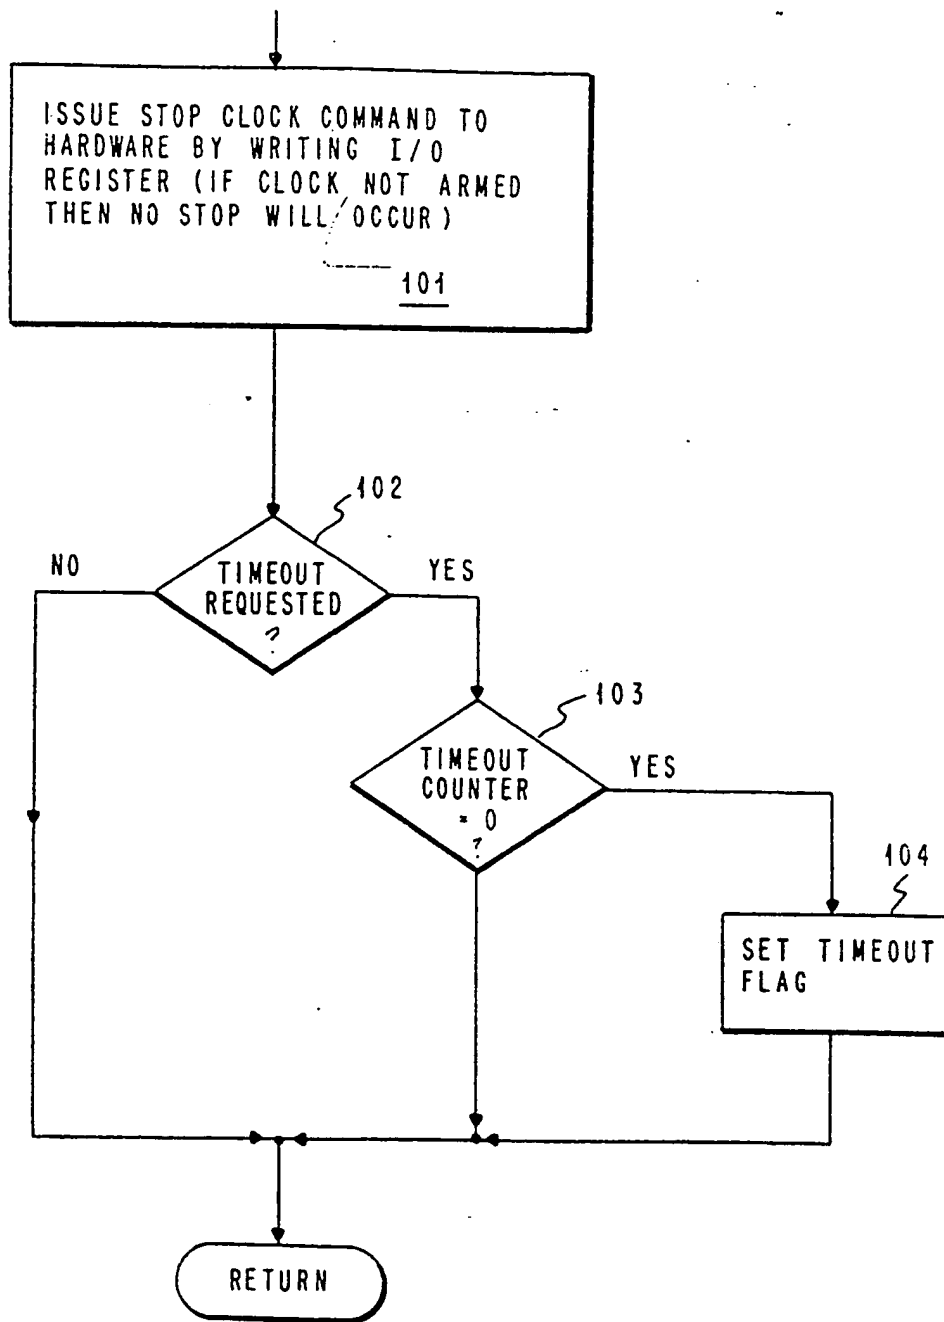 ISSUE STOP CLOCK COMMAND TO
HARDWARE BY WRITING I/O
REGISTER (IF CLOCK NOT ARMED
THEN NO STOP WILL OCCUR)
101
102
NO
YES
TIMEOUT
REQUESTED
?
103
TIMEOUT
COUNTER
= 0
?
YES
104
SET TIMEOUT
FLAG
RETURN